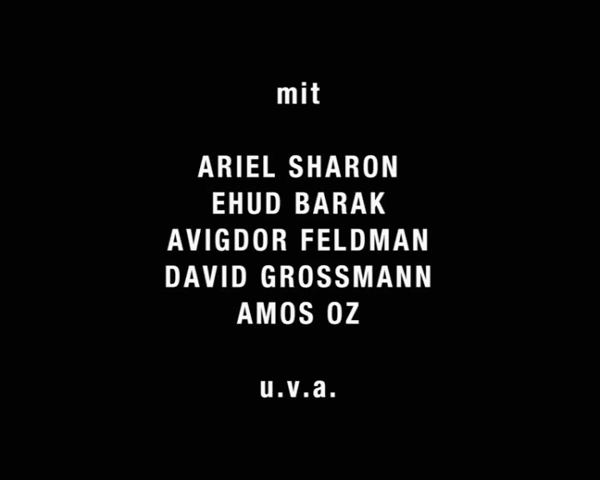 mit
ARIEL SHARON
EHUD BARAK
AVIGDOR FELDMAN
DAVID GROSSMANN
AMOS OZ
u.v.a.